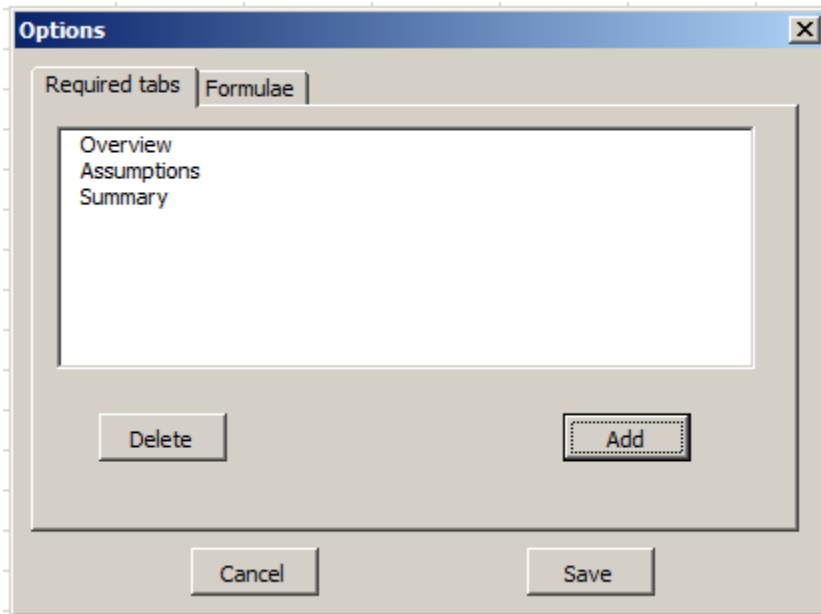 Options
Required tabs Formulae
Overview
Assumptions
Summary
Delete Add
Cancel Save